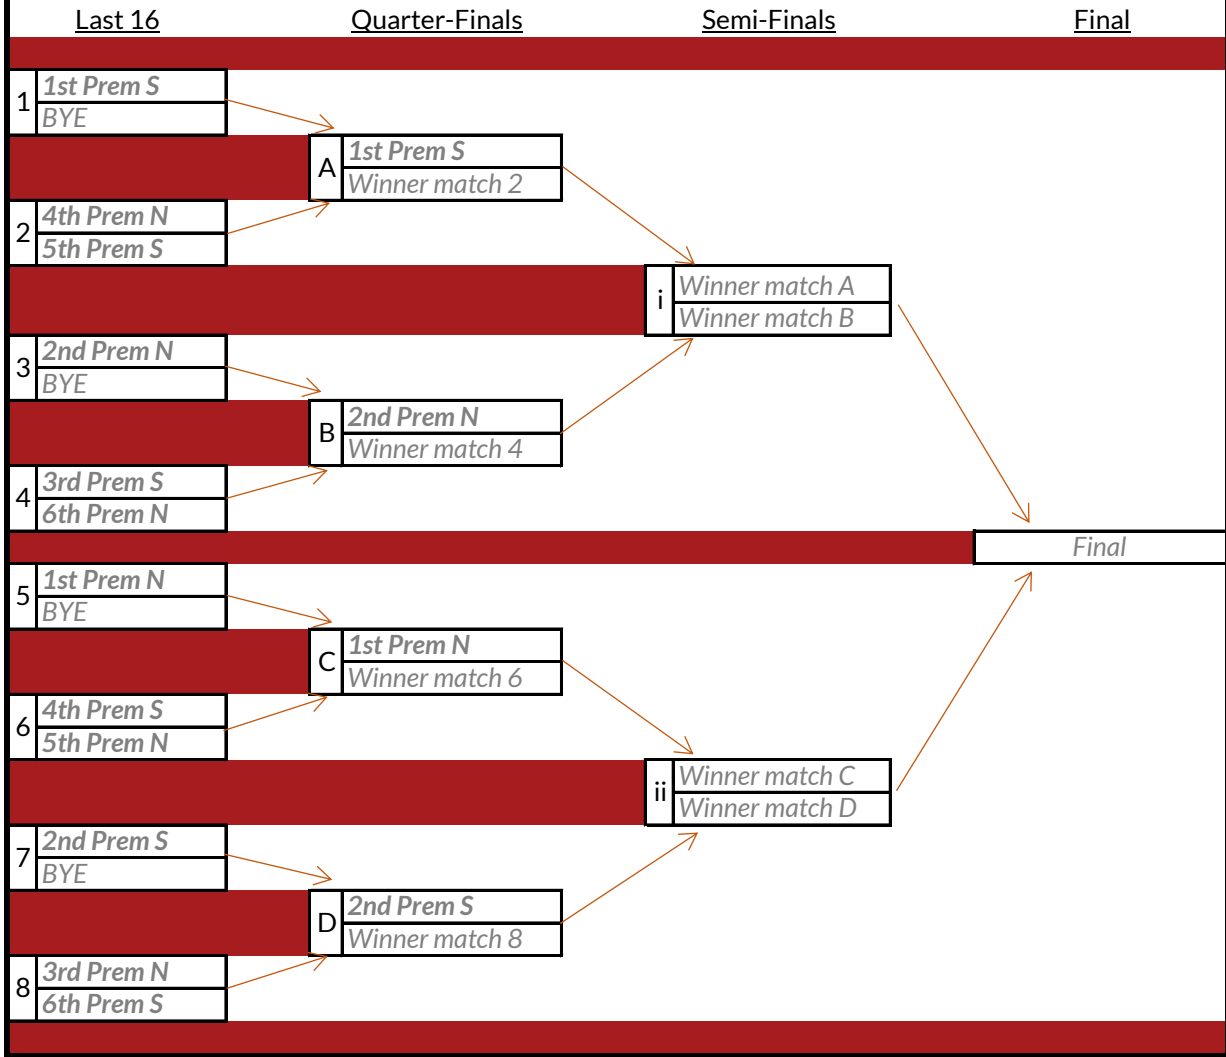 Last 16 Quarter-Finals Semi-Finals Final
1 1st Prem S
BYE
A 1st Prem S
Winner match 2
2 4th Prem N
5th Prem S
i Winner match A
Winner match B
3 2nd Prem N
BYE
B 2nd Prem N
Winner match 4
4 3rd Prem S
6th Prem N
Final
5 1st Prem N
BYE
C 1st Prem N
Winner match 6
6 4th Prem S
5th Prem N
ii Winner match C
Winner match D
7 2nd Prem S
BYE
D 2nd Prem S
Winner match 8
8 3rd Prem N
6th Prem S